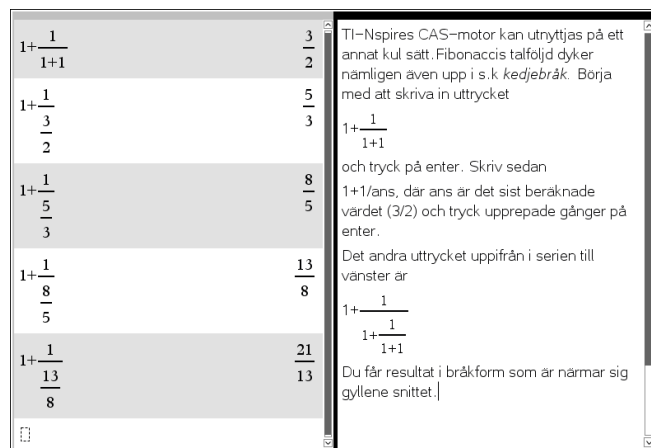 1+1/(1+1) 3/2
1+1/(3/2) 5/3
1+1/(5/3) 8/5
1+1/(8/5) 13/8
1+1/(13/8) 21/13
TI-Nspires CAS-motor kan utnyttjas på ett
annat kul sätt.Fibonaccis talföljd dyker
nämligen även upp i s.k kedjebråk. Börja
med att skriva in uttrycket
1+1/(1+1)
och tryck på enter. Skriv sedan
1+1/ans, där ans är det sist beräknade
värdet (3/2) och tryck upprepade gånger på
enter.
Det andra uttrycket uppifrån i serien till
vänster är
1+1/(1+1/(1+1))
Du får resultat i bråkform som är närmar sig
gyllene snittet.